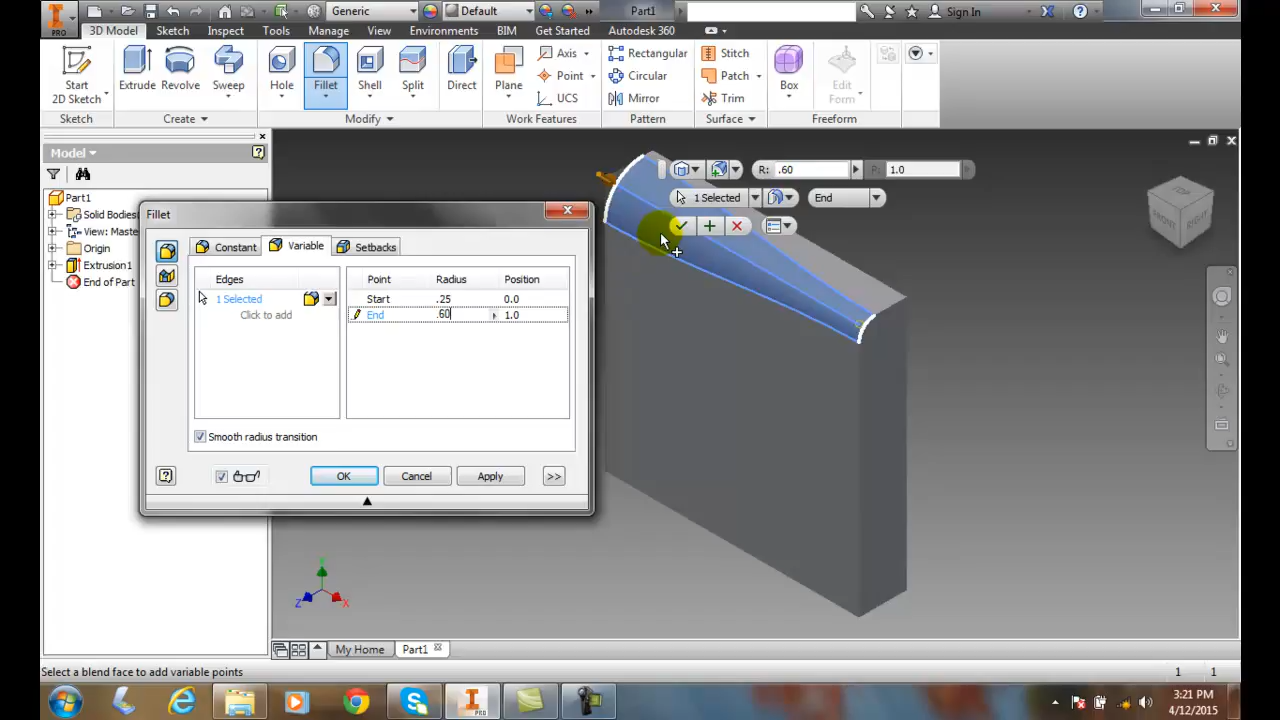 Generic
Default
Part1
Sign In
PRO
3D Model
Sketch
Inspect
Tools
Manage
View
Environments
BIM
Get Started
Autodesk 360
Start
2D Sketch
Extrude
Revolve
Sweep
Hole
Fillet
Shell
Split
Direct
Plane
Axis
Point
UCS
Rectangular
Circular
Mirror
Stitch
Patch
Trim
Box
Edit
Form
Sketch
Create
Modify
Work Features
Pattern
Surface
Freeform
Model
Part1
Solid Bodies
View: Maste
Origin
Extrusion1
End of Part
Fillet
Constant
Variable
Setbacks
Edges
1 Selected
Click to add
Point Radius Position
Start .25 0.0
End .60 1.0
Smooth radius transition
OK
Cancel
Apply
>>
R: .60
P: 1.0
1 Selected
End
FRONT
RIGHT
Y
Z
X
My Home
Part1
Select a blend face to add variable points
1 1
PRO
3:21 PM
4/12/2015